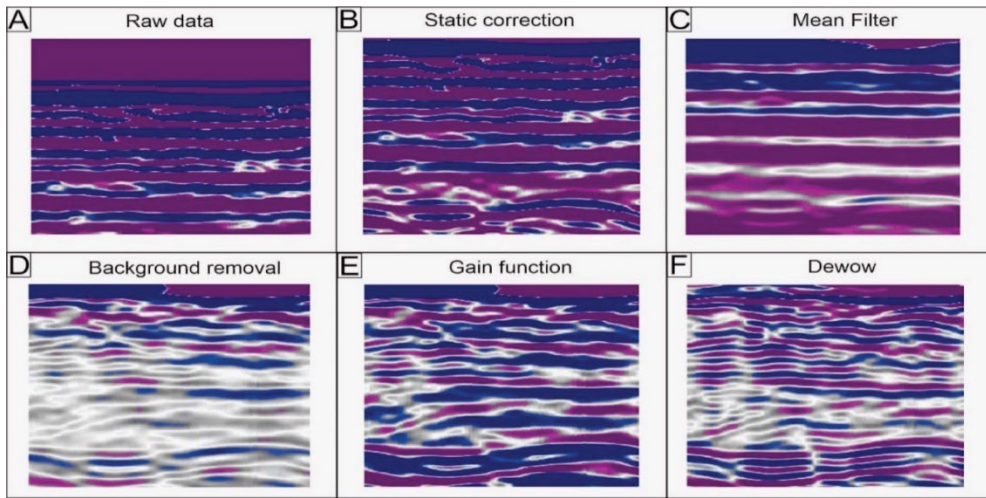 A Raw data
B Static correction
C Mean Filter
D Background removal
E Gain function
F Dewow